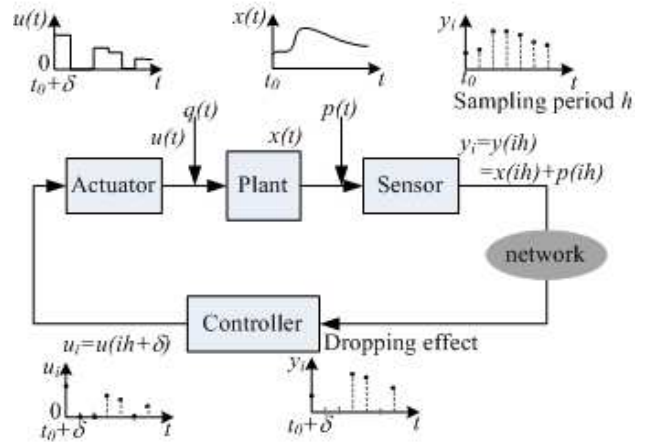 u(t)
0
t₀+δ
t
x(t)
t₀
t
yᵢ
t₀
t
Sampling period h
q(t)
p(t)
u(t)
x(t)
yᵢ=y(ih)
=x(ih)+p(ih)
Actuator
Plant
Sensor
network
Controller
Dropping effect
uᵢ=u(ih+δ)
uᵢ
0
t₀+δ
t
yᵢ
t₀+δ
t